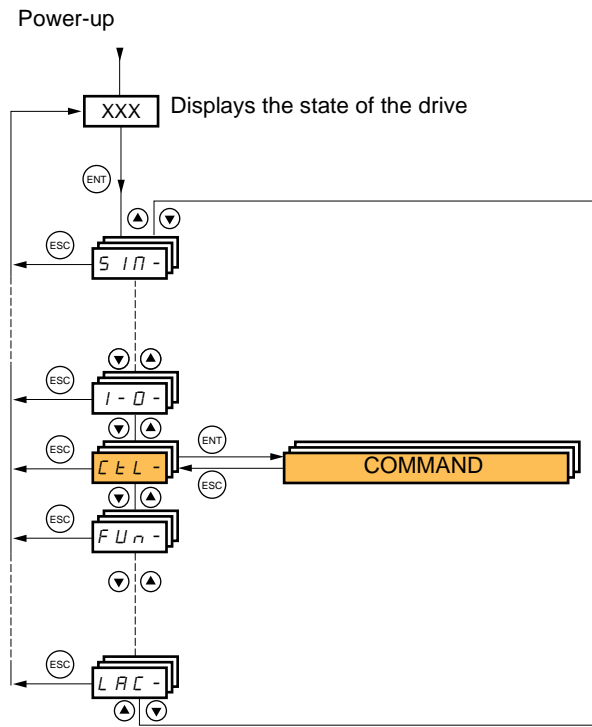 Power-up
XXX Displays the state of the drive
ENT
ESC
SIM-
ESC
I-O-
ESC
CtL-
ENT
COMMAND
ESC
ESC
FUn-
ESC
LAC-